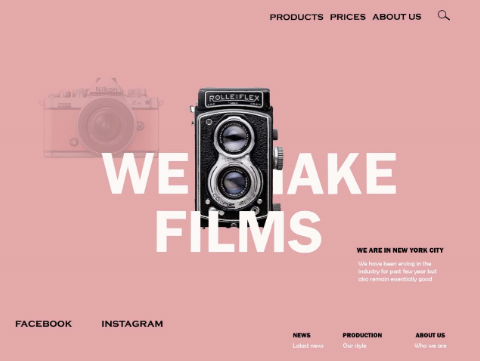 PRODUCTS PRICES ABOUT US
ROLLEIFLEX
WE MAKE
FILMS
WE ARE IN NEW YORK CITY
We have been erving in the
industry for past few year but
also remain essentially good
FACEBOOK INSTAGRAM
NEWS PRODUCTION ABOUT US
Latest news Our style Who we are